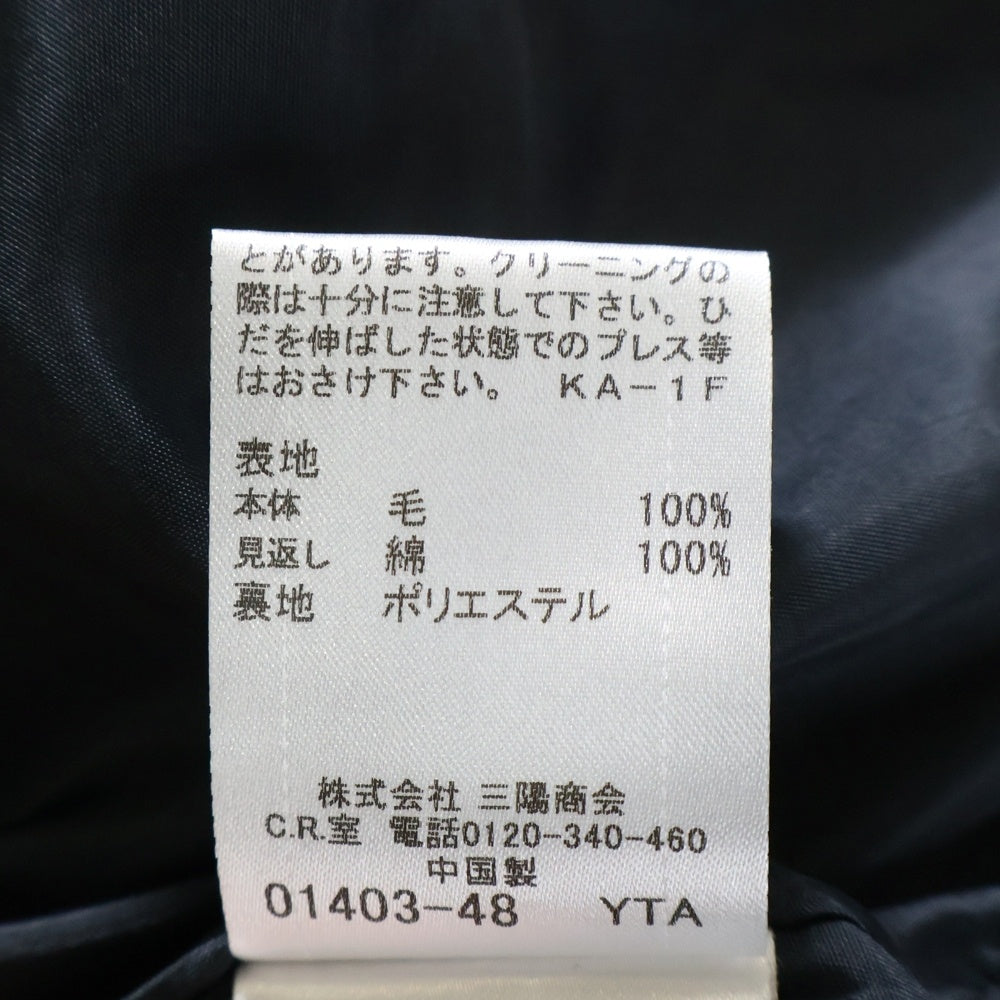 とがあります。クリーニングの
際は十分に注意して下さい。ひ
だを伸ばした状態でのプレス等
はおさけ下さい。 KA-1F
表地
本体 毛 100%
見返し 綿 100%
裏地 ポリエステル
株式会社 三陽商会
C.R.室 電話0120-340-460
中国製
01403-48 YTA